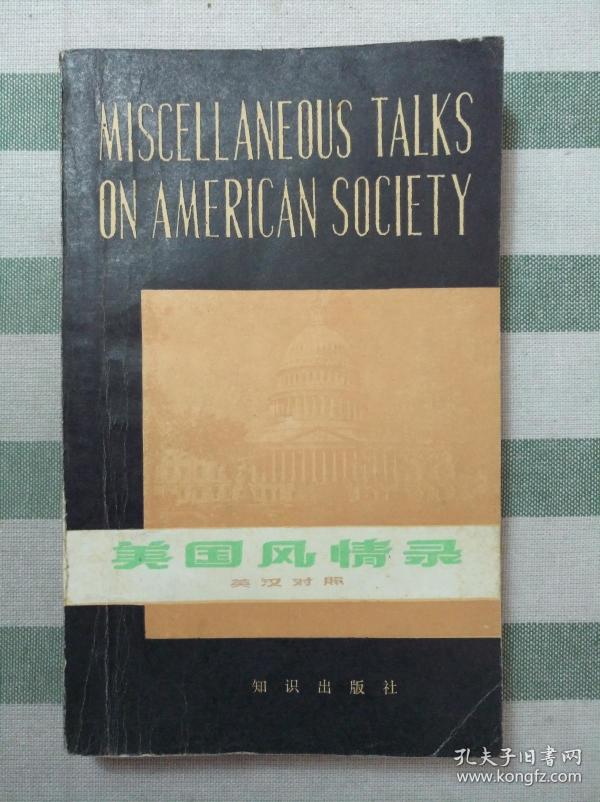 MISCELLANEOUS TALKS
ON AMERICAN SOCIETY
美国风情录
英汉对照
知识出版社
孔夫子旧书网
www.kongfz.com